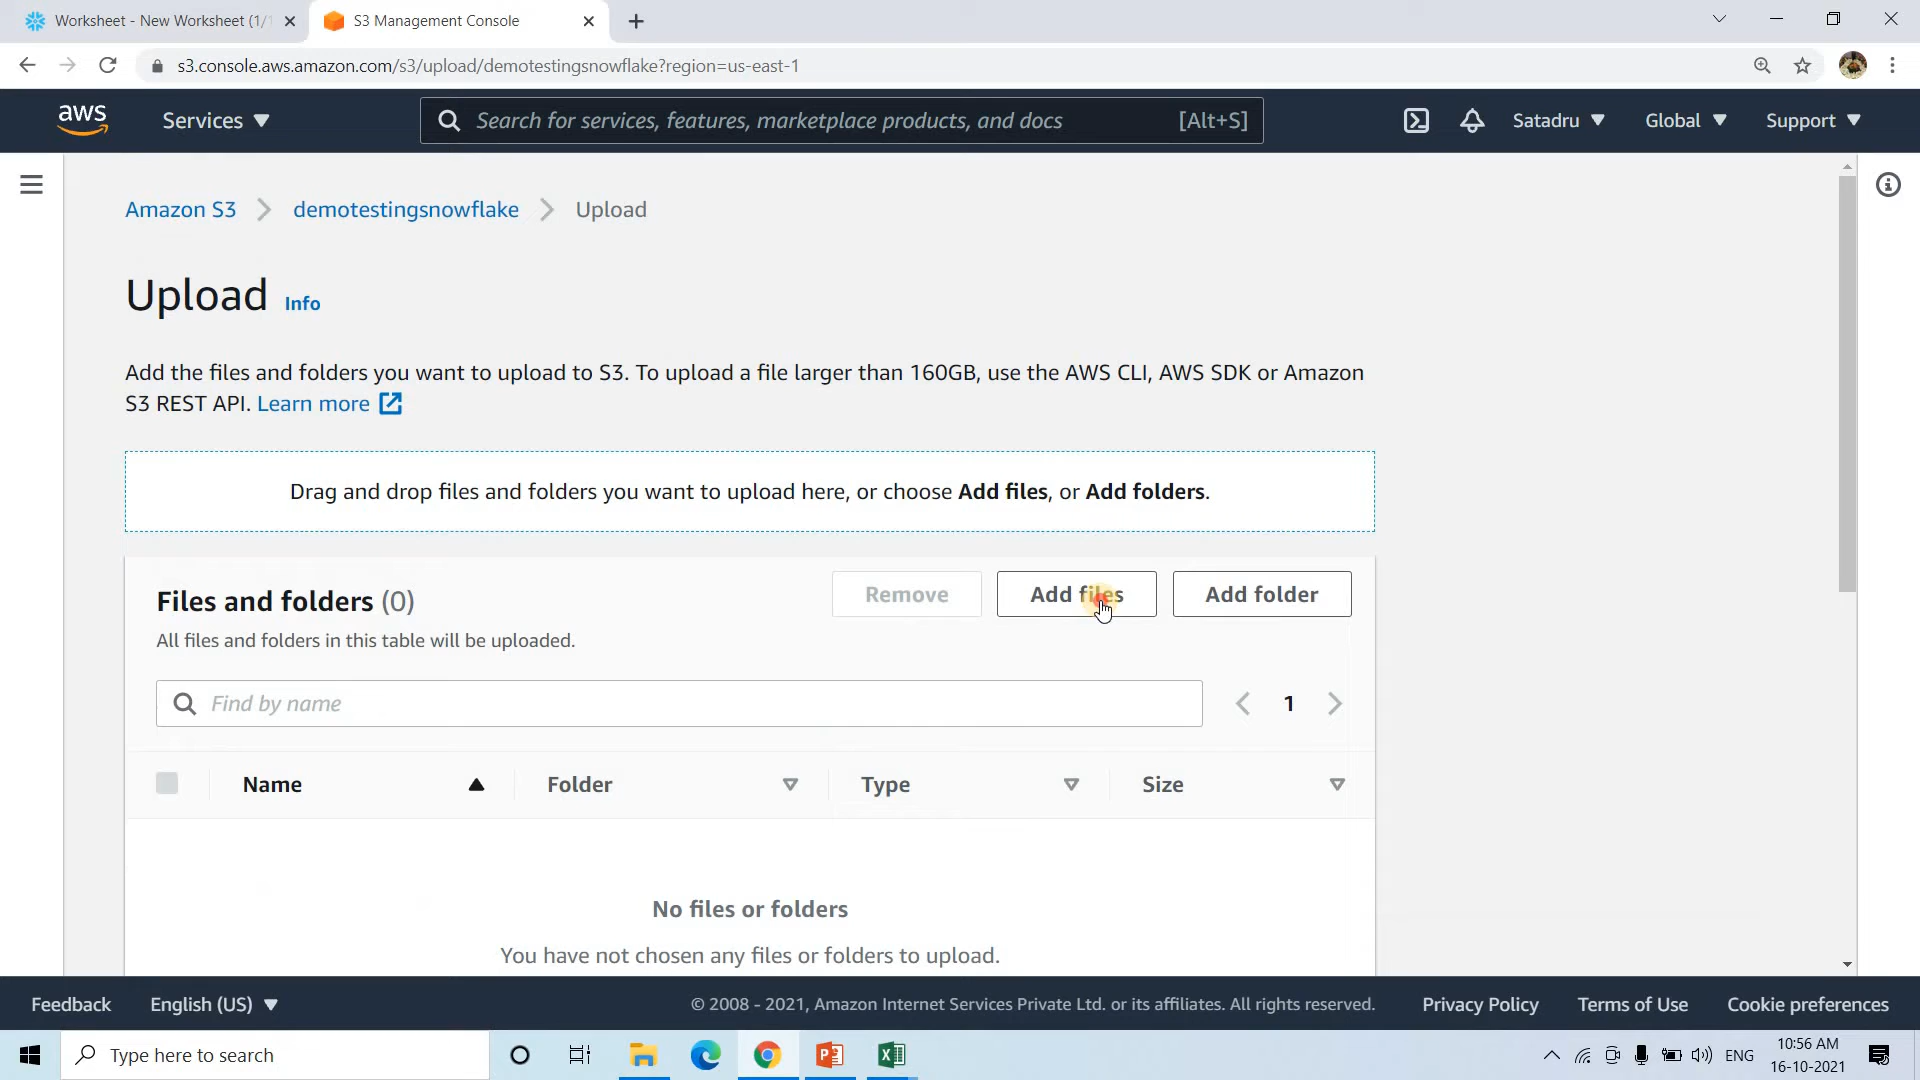 Worksheet - New Worksheet (1/
S3 Management Console
s3.console.aws.amazon.com/s3/upload/demotestingsnowflake?region=us-east-1
aws
Services
Search for services, features, marketplace products, and docs
[Alt+S]
Satadru
Global
Support
Amazon S3
demotestingsnowflake
Upload
Upload
Info
Add the files and folders you want to upload to S3. To upload a file larger than 160GB, use the AWS CLI, AWS SDK or Amazon
S3 REST API. Learn more
Drag and drop files and folders you want to upload here, or choose Add files, or Add folders.
Files and folders (0)
Remove
Add files
Add folder
All files and folders in this table will be uploaded.
Find by name
1
Name
Folder
Type
Size
No files or folders
You have not chosen any files or folders to upload.
Feedback
English (US)
© 2008 - 2021, Amazon Internet Services Private Ltd. or its affiliates. All rights reserved.
Privacy Policy
Terms of Use
Cookie preferences
Type here to search
ENG
10:56 AM
16-10-2021